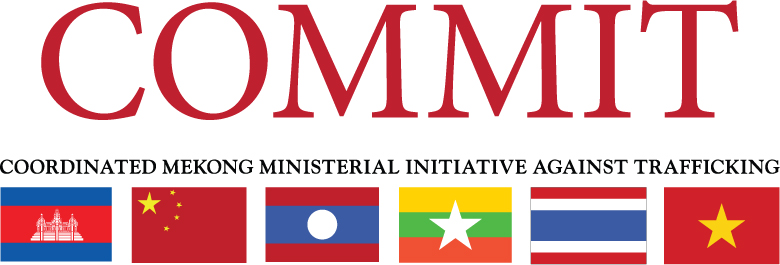 COMMIT
COORDINATED MEKONG MINISTERIAL INITIATIVE AGAINST TRAFFICKING